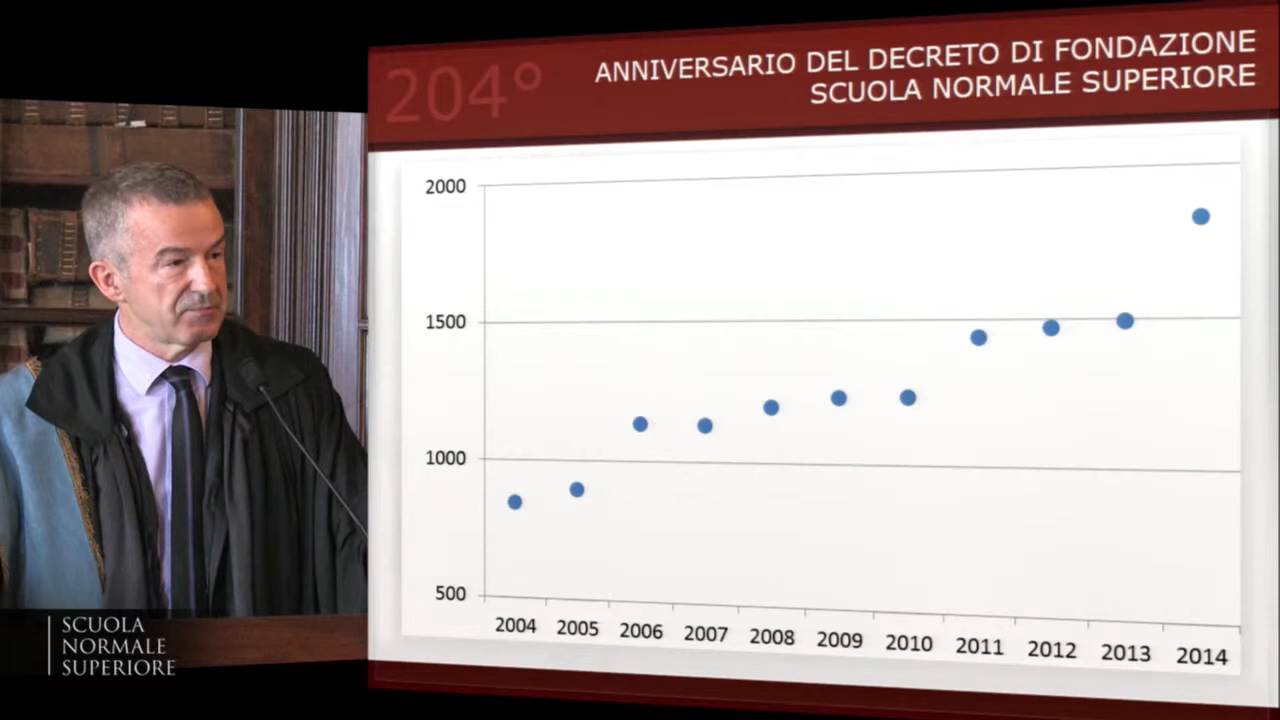 204°
ANNIVERSARIO DEL DECRETO DI FONDAZIONE
SCUOLA NORMALE SUPERIORE
2000
1500
1000
500
2004 2005 2006 2007 2008 2009 2010 2011 2012 2013 2014
SCUOLA
NORMALE
SUPERIORE